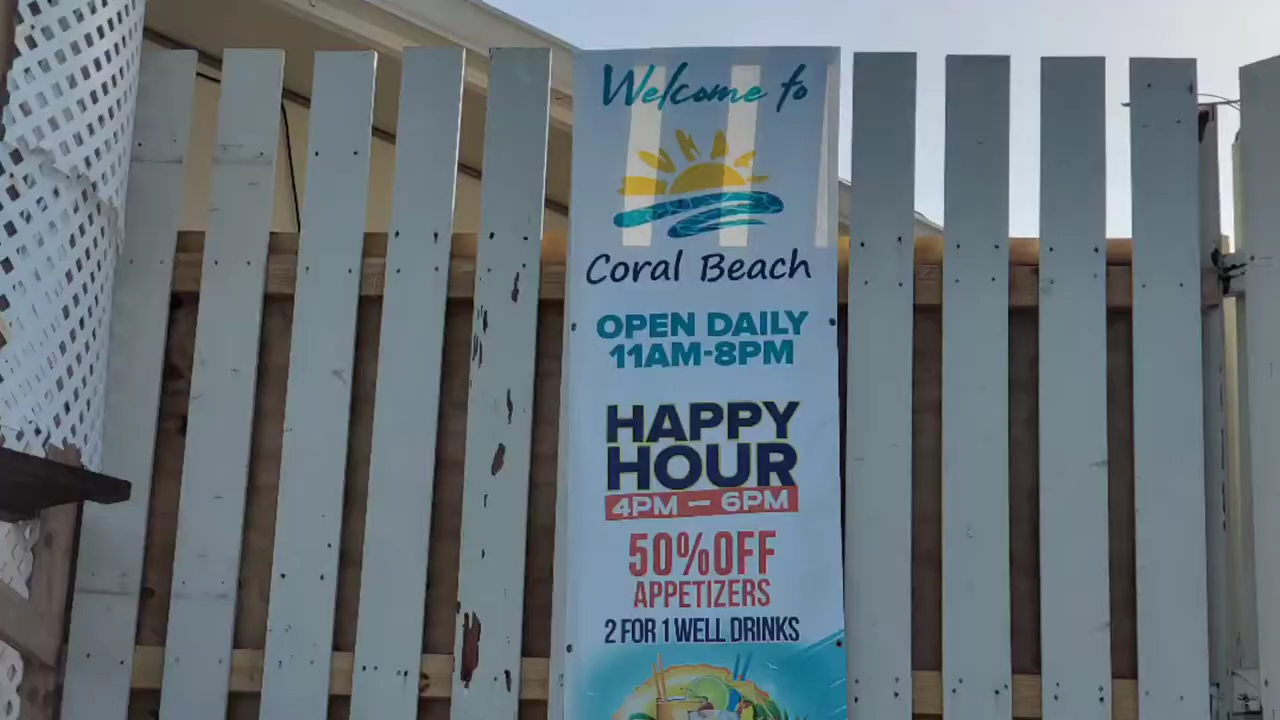 Welcome to
Coral Beach
OPEN DAILY
11AM-8PM
HAPPY
HOUR
4PM — 6PM
50%OFF
APPETIZERS
2 FOR 1 WELL DRINKS